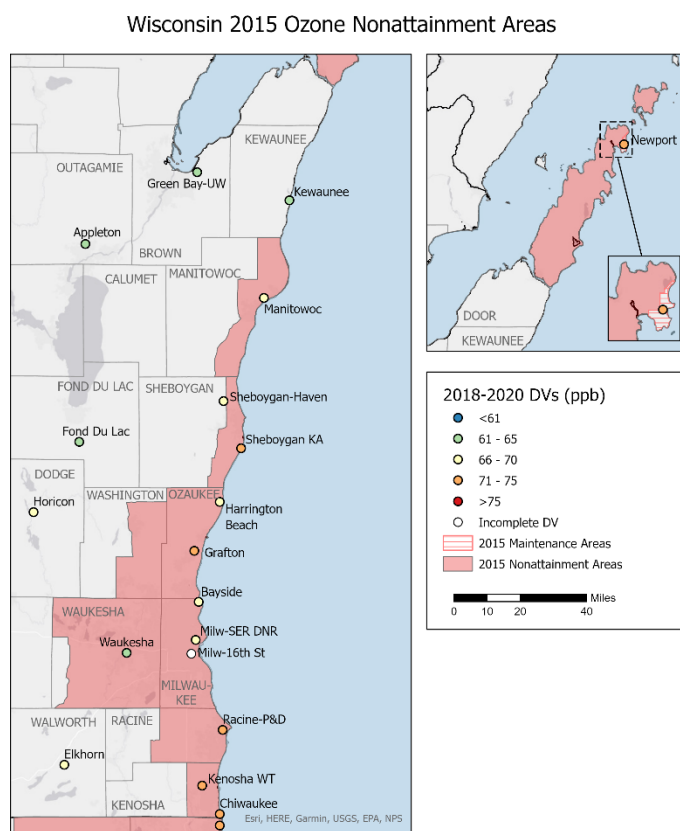 Wisconsin 2015 Ozone Nonattainment Areas
KEWAUNEE
OUTAGAMIE
Green Bay-UW
Kewaunee
Appleton
BROWN
MANITOWOC
CALUMET
Manitowoc
FOND DU LAC
SHEBOYGAN
Sheboygan-Haven
Fond Du Lac
Sheboygan KA
DODGE
WASHINGTON
OZAUKEE
Horicon
Harrington
Beach
Grafton
Bayside
WAUKESHA
Milw-SER DNR
Waukesha
Milw-16th St
MILWAU-
KEE
WALWORTH
RACINE
Racine-P&D
Elkhorn
Kenosha WT
KENOSHA
Chiwaukee
Esri, HERE, Garmin, USGS, EPA, NPS
Newport
DOOR
KEWAUNEE
2018-2020 DVs (ppb)
<61
61 - 65
66 - 70
71 - 75
>75
Incomplete DV
2015 Maintenance Areas
2015 Nonattainment Areas
Miles
0 10 20 40